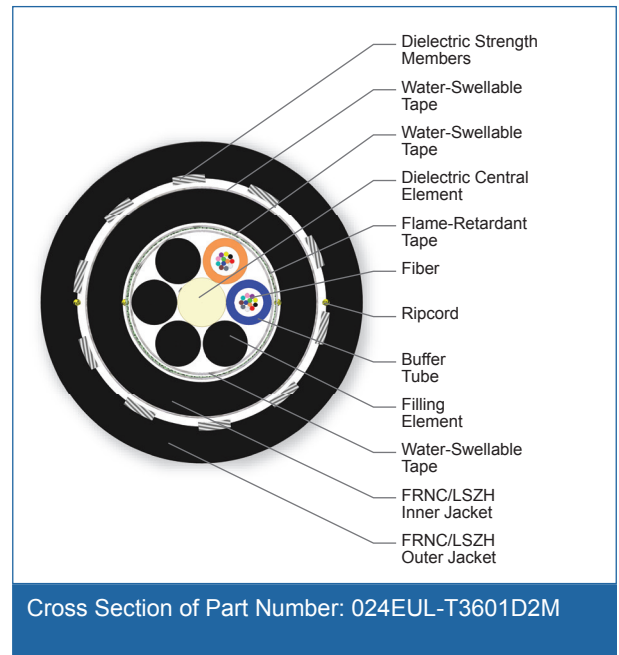 Dielectric Strength
Members
Water-Swellable
Tape
Water-Swellable
Tape
Dielectric Central
Element
Flame-Retardant
Tape
Fiber
Ripcord
Buffer
Tube
Filling
Element
Water-Swellable
Tape
FRNC/LSZH
Inner Jacket
FRNC/LSZH
Outer Jacket
Cross Section of Part Number: 024EUL-T3601D2M